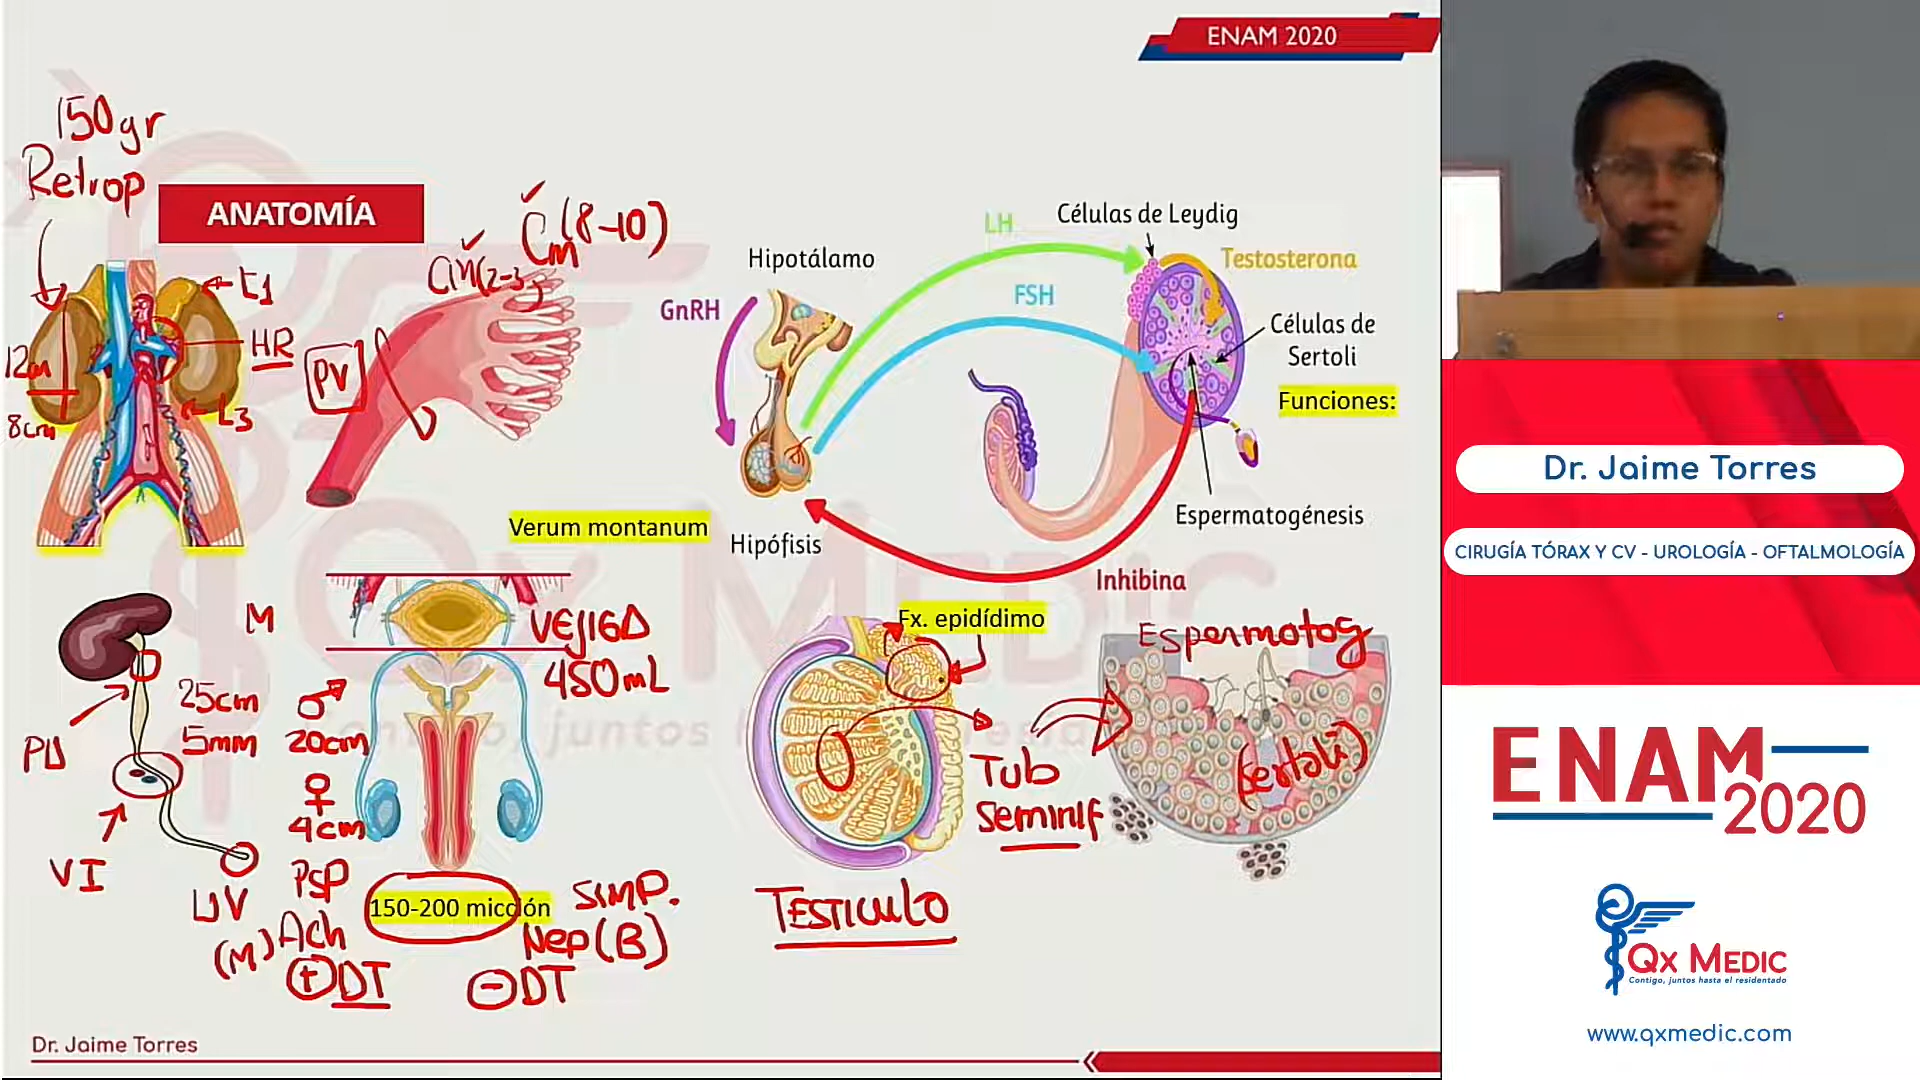 ENAM 2020
150gr
Retrop
ANATOMÍA
Cm (8-10)
Cm (2-3)
L1
HR
12cm
8cm
L3
PV
Hipotálamo
GnRH
LH
FSH
Células de Leydig
Testosterona
Células de
Sertoli
Funciones:
Espermatogénesis
Verum montanum
Hipófisis
Inhibina
M
25cm
5mm
PU
VI
UV
♂
20cm
♀
4cm
VEJIGA
450mL
PSP
Ach
(M)
+ DT
150-200 micción
SIMP.
Nep (B)
- DT
Fx. epidídimo
Espermatog
(Sertoli)
Tub
Seminif
TESTICULO
Dr. Jaime Torres
Dr. Jaime Torres
CIRUGÍA TÓRAX Y CV - UROLOGÍA - OFTALMOLOGÍA
ENAM
2020
Qx MEDIC
Contigo, juntos hasta el residentado
www.qxmedic.com